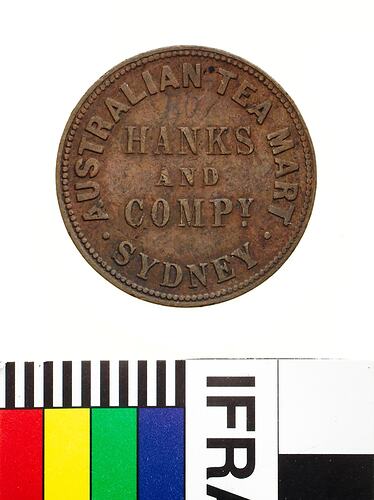 AUSTRALIAN TEA MART
HANKS
AND
COMPY
· SYDNEY ·
IFRA